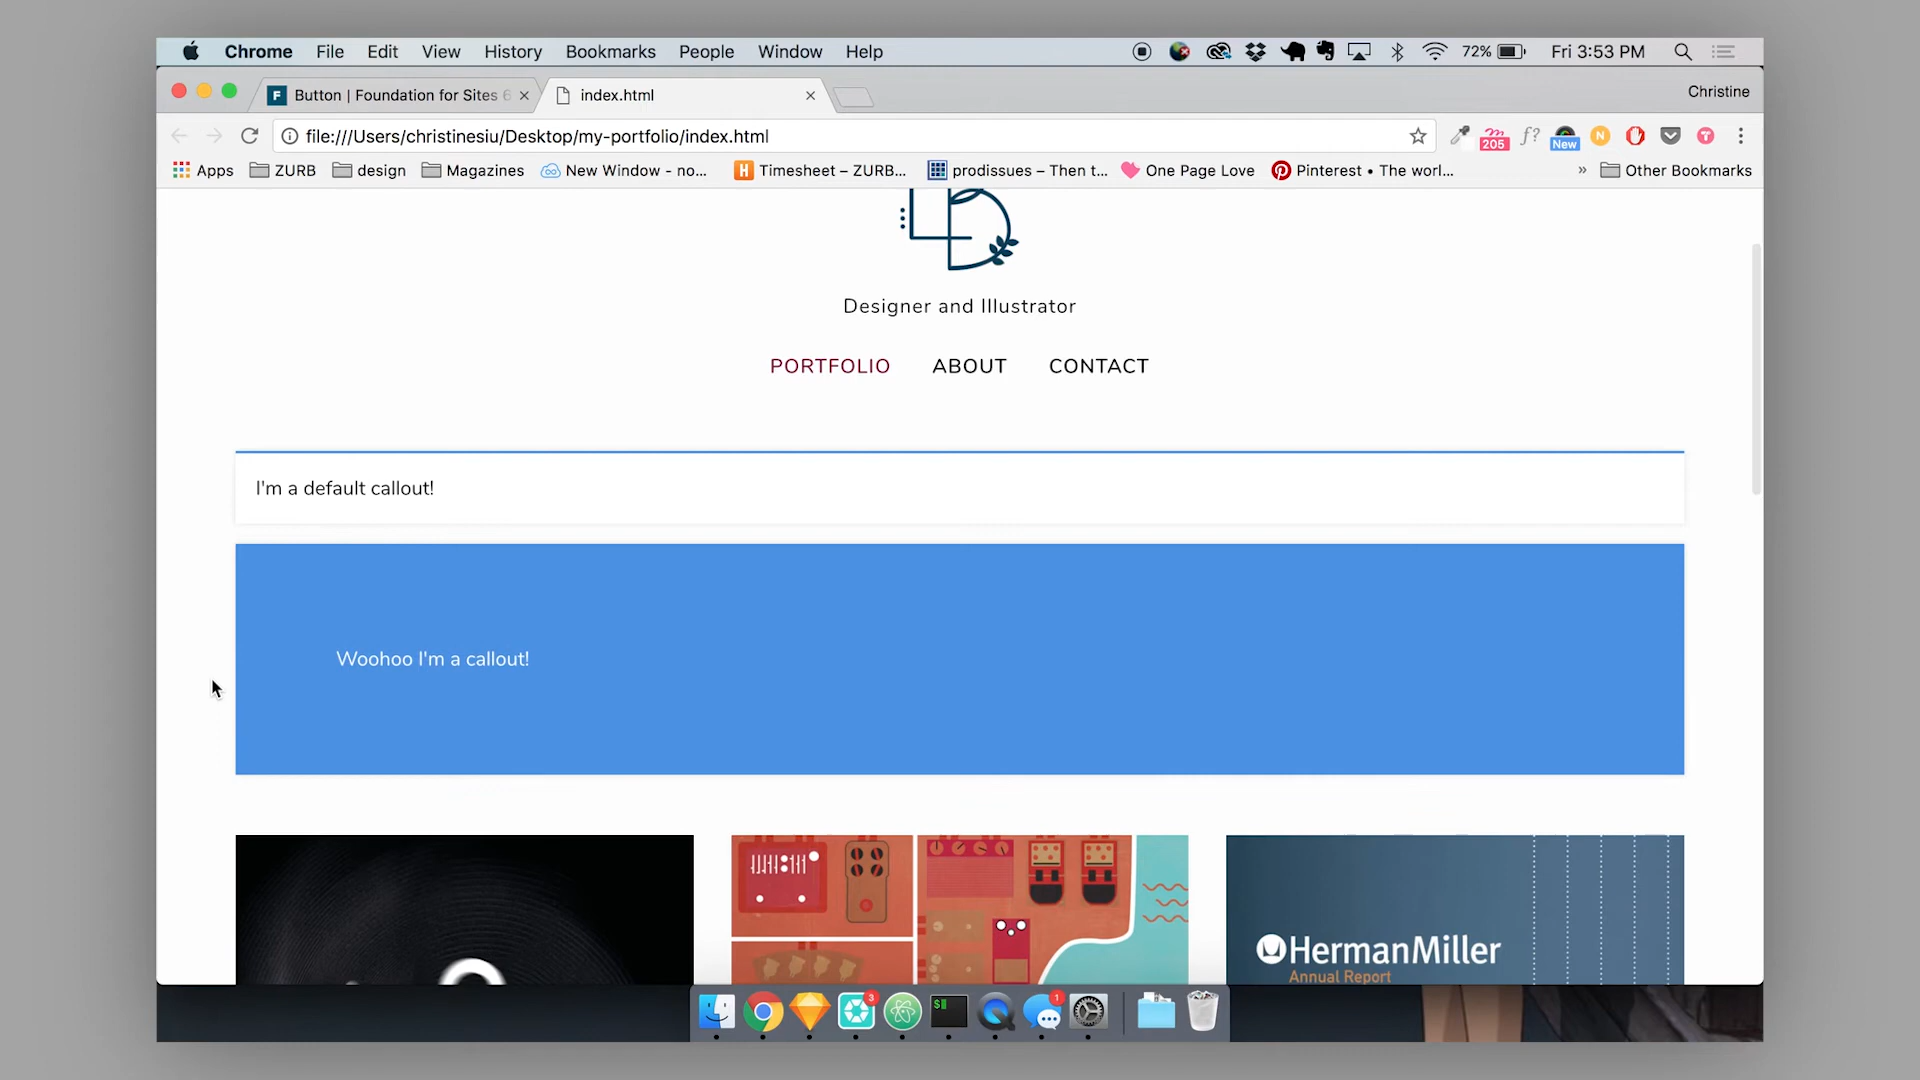 Chrome File Edit View History Bookmarks People Window Help 72% Fri 3:53 PM
Button | Foundation for Sites 6 index.html Christine
file:///Users/christinesiu/Desktop/my-portfolio/index.html 205 f? New N T
Apps ZURB design Magazines New Window - no... H Timesheet – ZURB... prodissues – Then t... One Page Love Pinterest • The worl... » Other Bookmarks
Designer and Illustrator
PORTFOLIO ABOUT CONTACT
I'm a default callout!
Woohoo I'm a callout!
HermanMiller
Annual Report
3 1